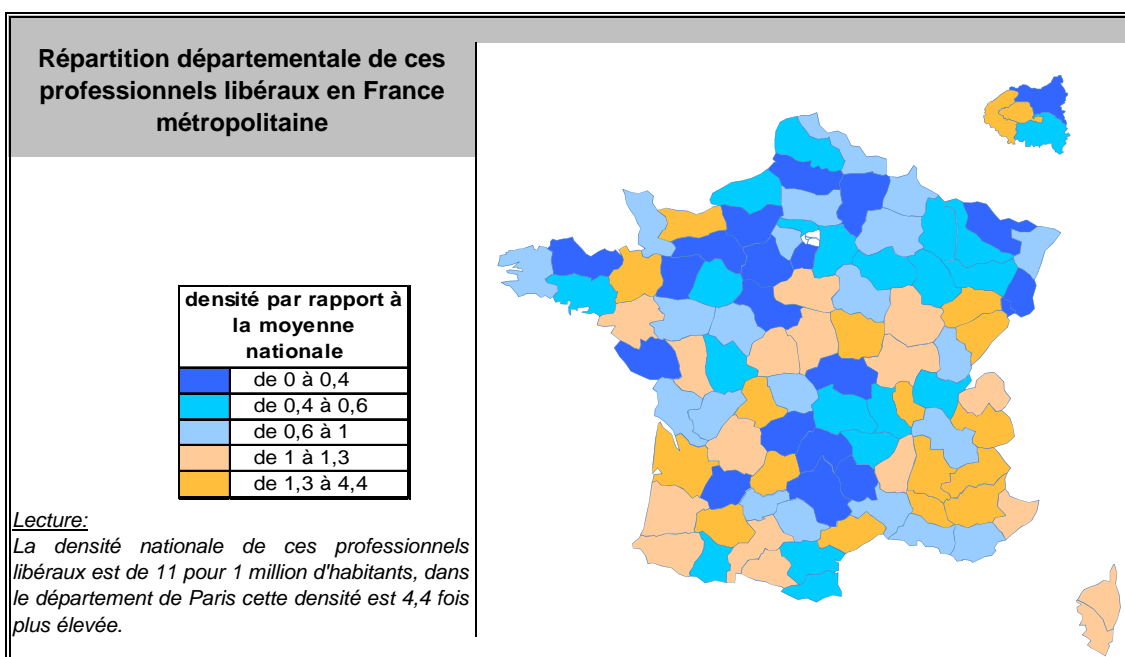 Répartition départementale de ces
professionnels libéraux en France
métropolitaine
densité par rapport à
la moyenne
nationale
de 0 à 0,4
de 0,4 à 0,6
de 0,6 à 1
de 1 à 1,3
de 1,3 à 4,4
Lecture:
La densité nationale de ces professionnels
libéraux est de 11 pour 1 million d'habitants, dans
le département de Paris cette densité est 4,4 fois
plus élevée.